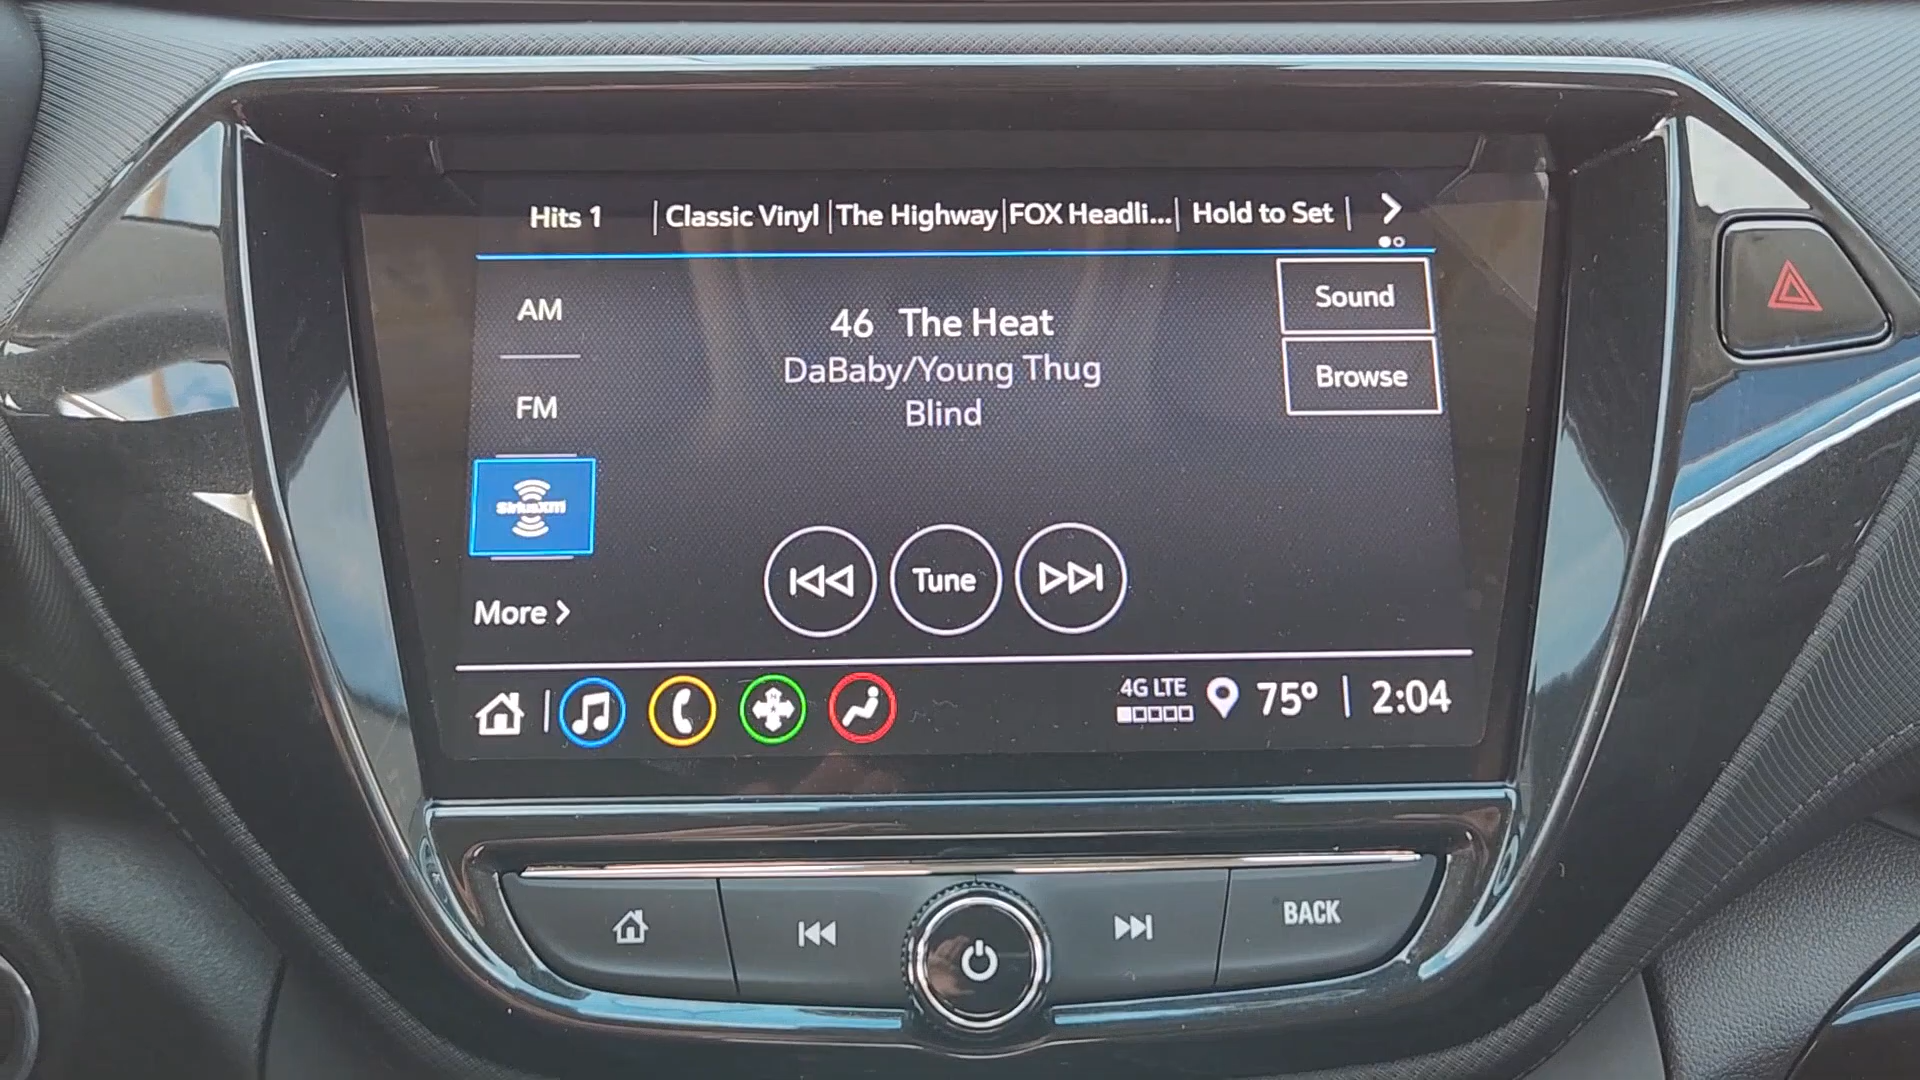 Hits 1 | Classic Vinyl | The Highway | FOX Headli... | Hold to Set |
AM
FM
SiriusXM
More
46 The Heat
DaBaby/Young Thug
Blind
Sound
Browse
Tune
4G LTE
75° | 2:04
BACK